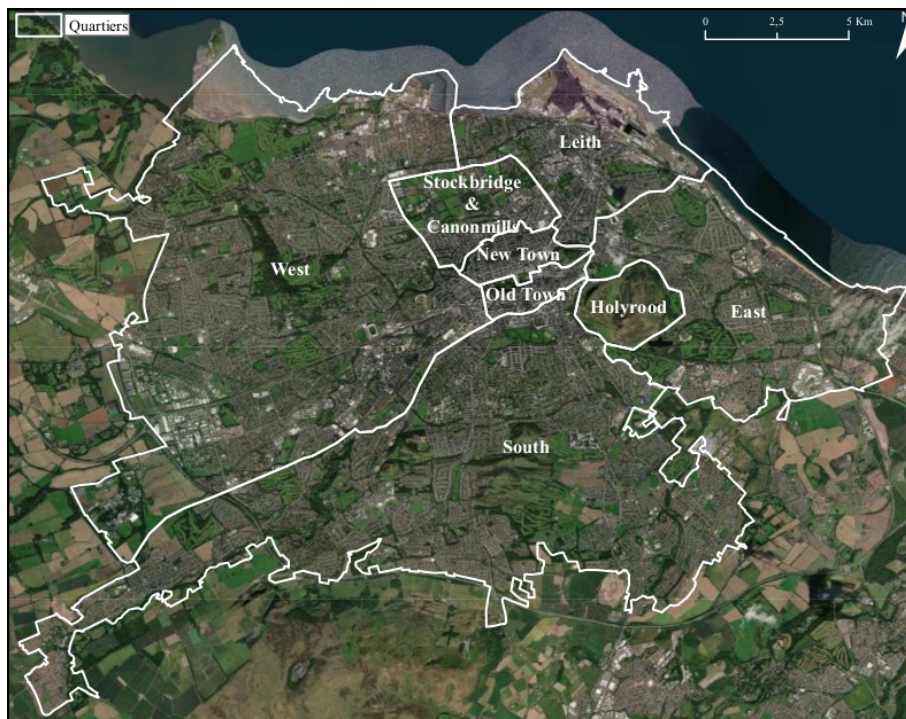 Quartiers
0 2,5 5 Km
N
Leith
Stockbridge
&
Canonmills
New Town
West
Old Town
Holyrood
East
South